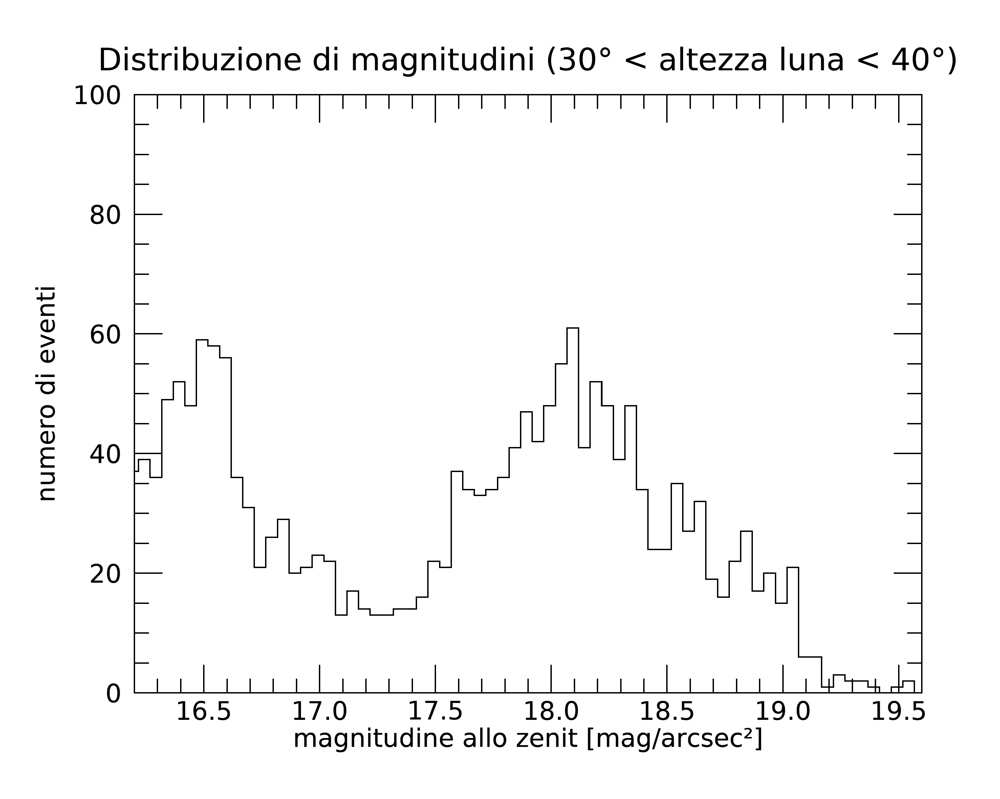 Distribuzione di magnitudini (30° < altezza luna < 40°)
100
80
60
40
20
0
numero di eventi
16.5 17.0 17.5 18.0 18.5 19.0 19.5
magnitudine allo zenit [mag/arcsec²]